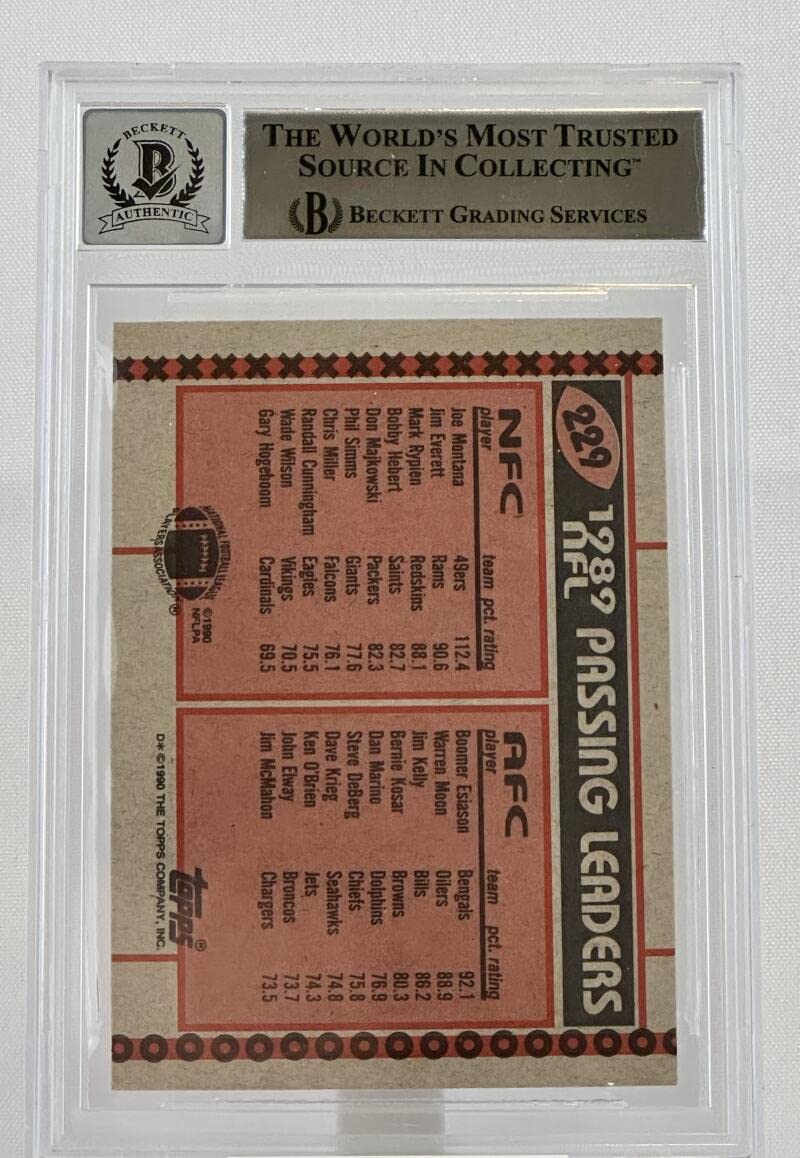 BECKETT
B
AUTHENTIC
THE WORLD'S MOST TRUSTED
SOURCE IN COLLECTING™
B BECKETT GRADING SERVICES
229
1989 PASSING LEADERS
NFL
NFC
player team pct. rating
Joe Montana 49ers 112.4
Jim Everett Rams 90.6
Mark Rypien Redskins 88.1
Bobby Hebert Saints 82.7
Don Majkowski Packers 82.3
Phil Simms Giants 77.6
Chris Miller Falcons 76.1
Randall Cunningham Eagles 75.5
Wade Wilson Vikings 70.5
Gary Hogeboom Cardinals 69.5
AFC
player team pct. rating
Boomer Esiason Bengals 92.1
Warren Moon Oilers 88.9
Jim Kelly Bills 86.2
Bernie Kosar Browns 80.3
Dan Marino Dolphins 76.9
Steve DeBerg Chiefs 75.8
Dave Krieg Seahawks 74.8
Ken O'Brien Jets 74.3
John Elway Broncos 73.7
Jim McMahon Chargers 73.5
NATIONAL FOOTBALL LEAGUE
PLAYERS ASSOCIATION ®
©1990
NFLPA
topps®
D* ©1990 THE TOPPS COMPANY, INC.